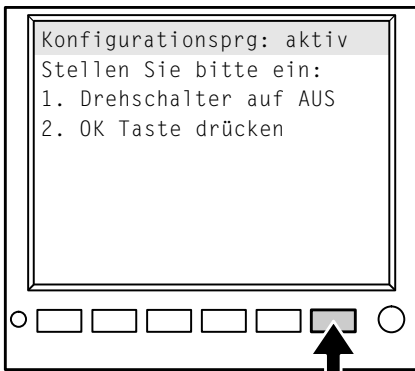 Konfigurationsprg: aktiv
Stellen Sie bitte ein:
1. Drehschalter auf AUS
2. OK Taste drücken